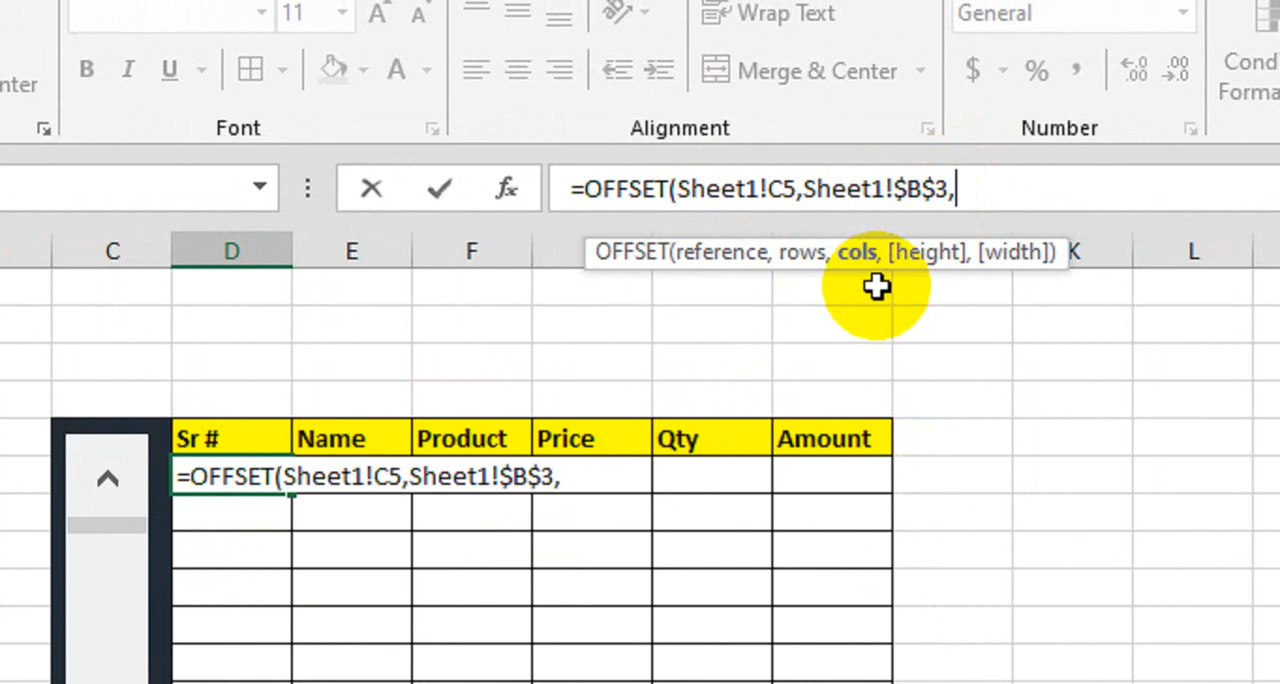 11 A A Wrap Text General
nter B I U A Merge & Center $ % , Cond
Forma
Font Alignment Number
fx =OFFSET(Sheet1!C5,Sheet1!$B$3,
OFFSET(reference, rows, cols, [height], [width])
C D E F K L
Sr # Name Product Price Qty Amount
=OFFSET(Sheet1!C5,Sheet1!$B$3,